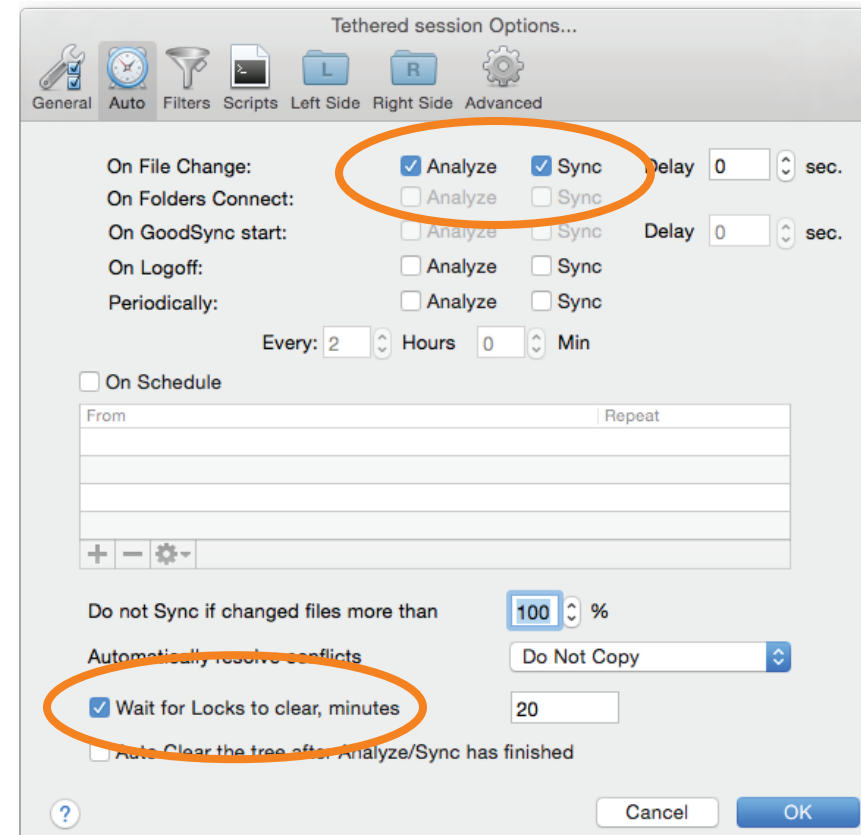 Tethered session Options...
L R
General Auto Filters Scripts Left Side Right Side Advanced
On File Change: Analyze Sync Delay 0 sec.
On Folders Connect: Analyze Sync
On GoodSync start: Analyze Sync Delay 0 sec.
On Logoff: Analyze Sync
Periodically: Analyze Sync
Every: 2 Hours 0 Min
On Schedule
From Repeat
Do not Sync if changed files more than 100 %
Automatically resolve conflicts Do Not Copy
Wait for Locks to clear, minutes 20
Auto Clear the tree after Analyze/Sync has finished
? Cancel OK